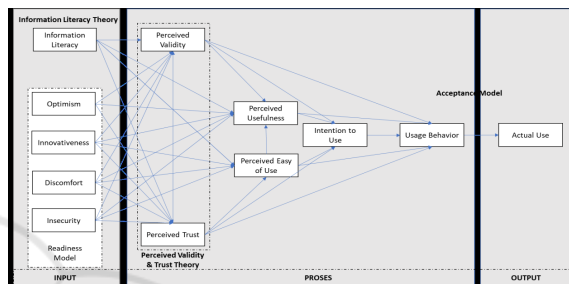 Information Literacy Theory
Information
Literacy
Optimism
Innovativeness
Discomfort
Insecurity
Readiness
Model
INPUT
Perceived
Validity
Perceived Trust
Perceived Validity
& Trust Theory
Perceived
Usefulness
Perceived Easy
of Use
Intention to
Use
Acceptance Model
Usage Behavior
PROSES
Actual Use
OUTPUT